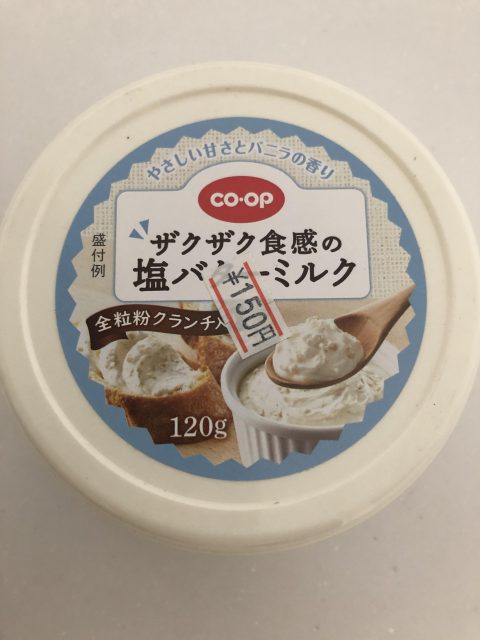 やさしい甘さとバニラの香り
CO・OP
ザクザク食感の
塩バターミルク
盛付例
全粒粉クランチ入
¥150円
120g